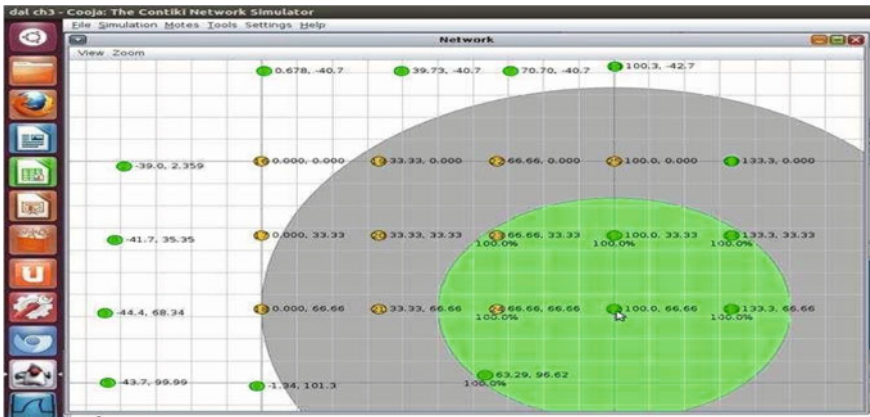 dal ch3 - Cooja: The Contiki Network Simulator
File Simulation Motes Tools Settings Help
Network
View Zoom
0.678, -40.7 39.73, -40.7 70.70, -40.7 100.3, -42.7
-39.0, 2.359 0.000, 0.000 33.33, 0.000 66.66, 0.000 100.0, 0.000 133.3, 0.000
-41.7, 35.35 0.000, 33.33 33.33, 33.33 66.66, 33.33 100.0, 33.33 133.3, 33.33
100.0% 100.0% 100.0%
-44.4, 68.34 0.000, 66.66 33.33, 66.66 66.66, 66.66 100.0, 66.66 133.3, 66.66
100.0% 100.0%
-43.7, 99.99 -1.34, 101.3 63.29, 96.62
100.0%